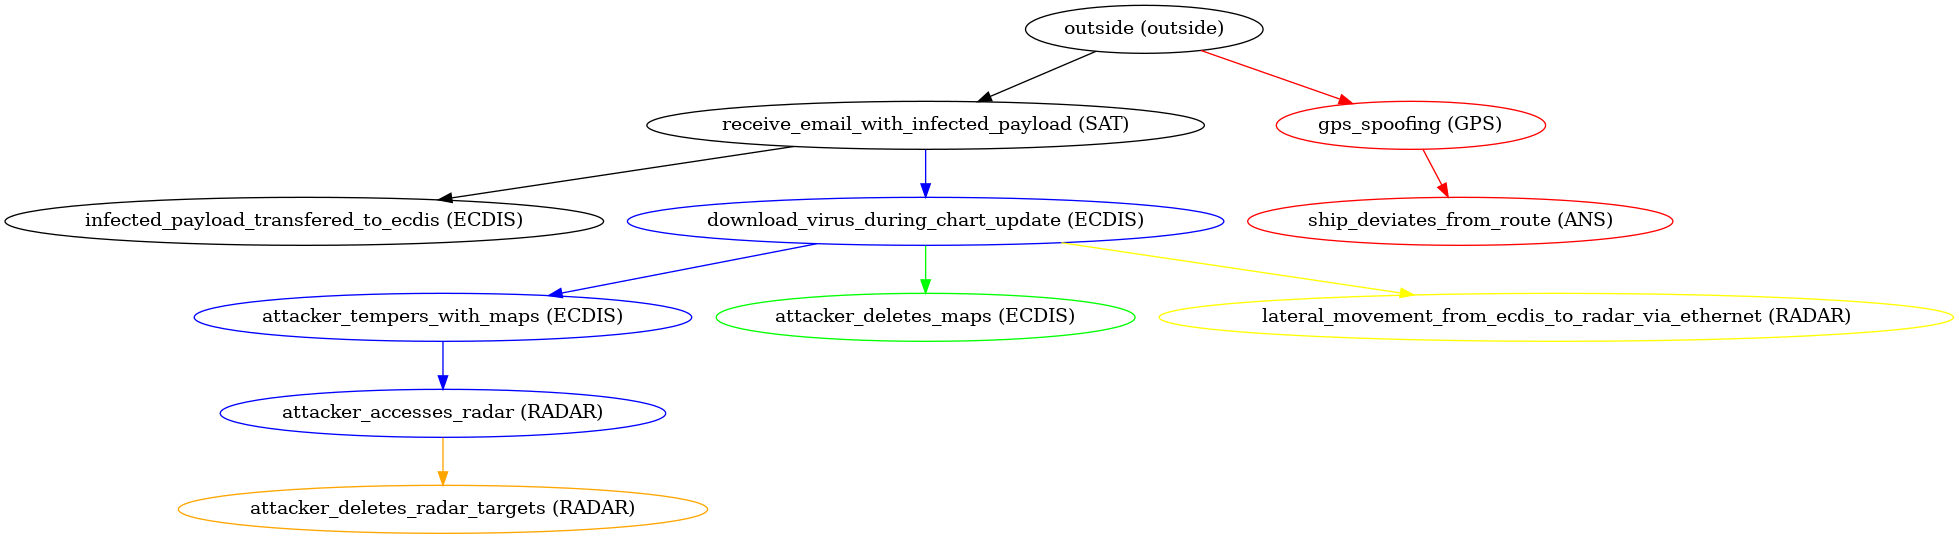 outside (outside)
receive_email_with_infected_payload (SAT)
gps_spoofing (GPS)
infected_payload_transfered_to_ecdis (ECDIS)
download_virus_during_chart_update (ECDIS)
ship_deviates_from_route (ANS)
attacker_tempers_with_maps (ECDIS)
attacker_deletes_maps (ECDIS)
lateral_movement_from_ecdis_to_radar_via_ethernet (RADAR)
attacker_accesses_radar (RADAR)
attacker_deletes_radar_targets (RADAR)